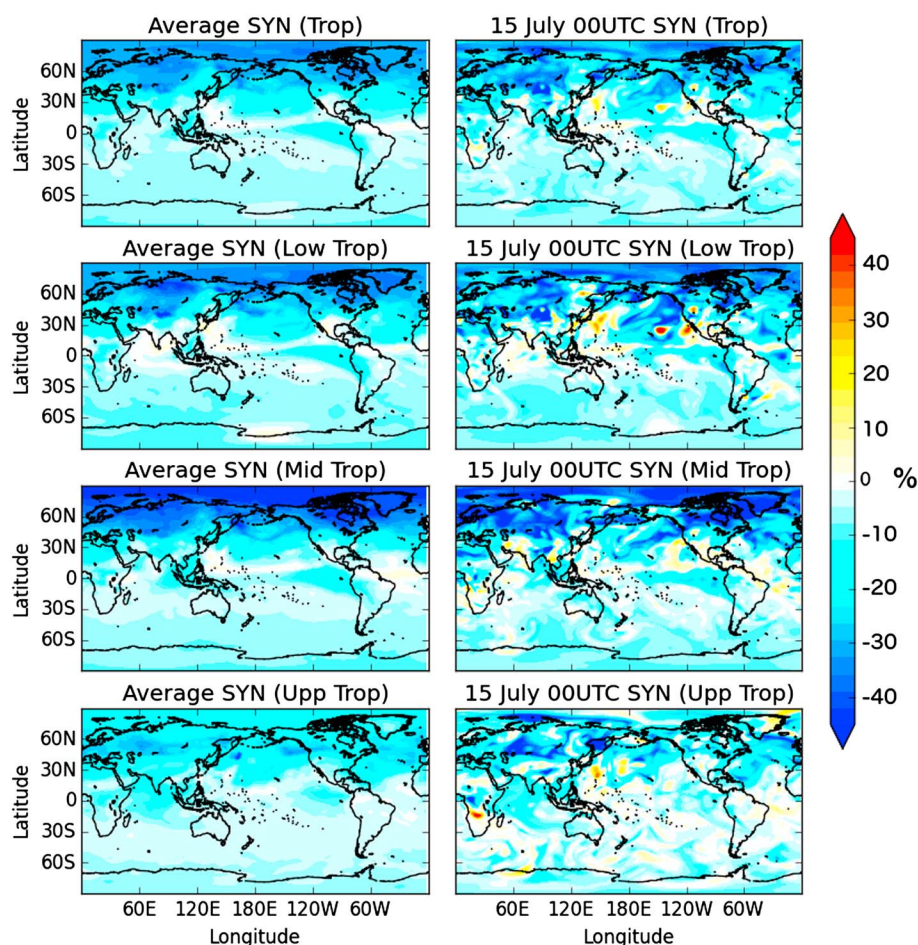 Average SYN (Trop)
15 July 00UTC SYN (Trop)
Latitude
60N
30N
0
30S
60S
Average SYN (Low Trop)
15 July 00UTC SYN (Low Trop)
Latitude
60N
30N
0
30S
60S
Average SYN (Mid Trop)
15 July 00UTC SYN (Mid Trop)
Latitude
60N
30N
0
30S
60S
Average SYN (Upp Trop)
15 July 00UTC SYN (Upp Trop)
Latitude
60N
30N
0
30S
60S
60E 120E 180E 120W 60W
60E 120E 180E 120W 60W
Longitude
Longitude
40
30
20
10
0
-10
-20
-30
-40
%